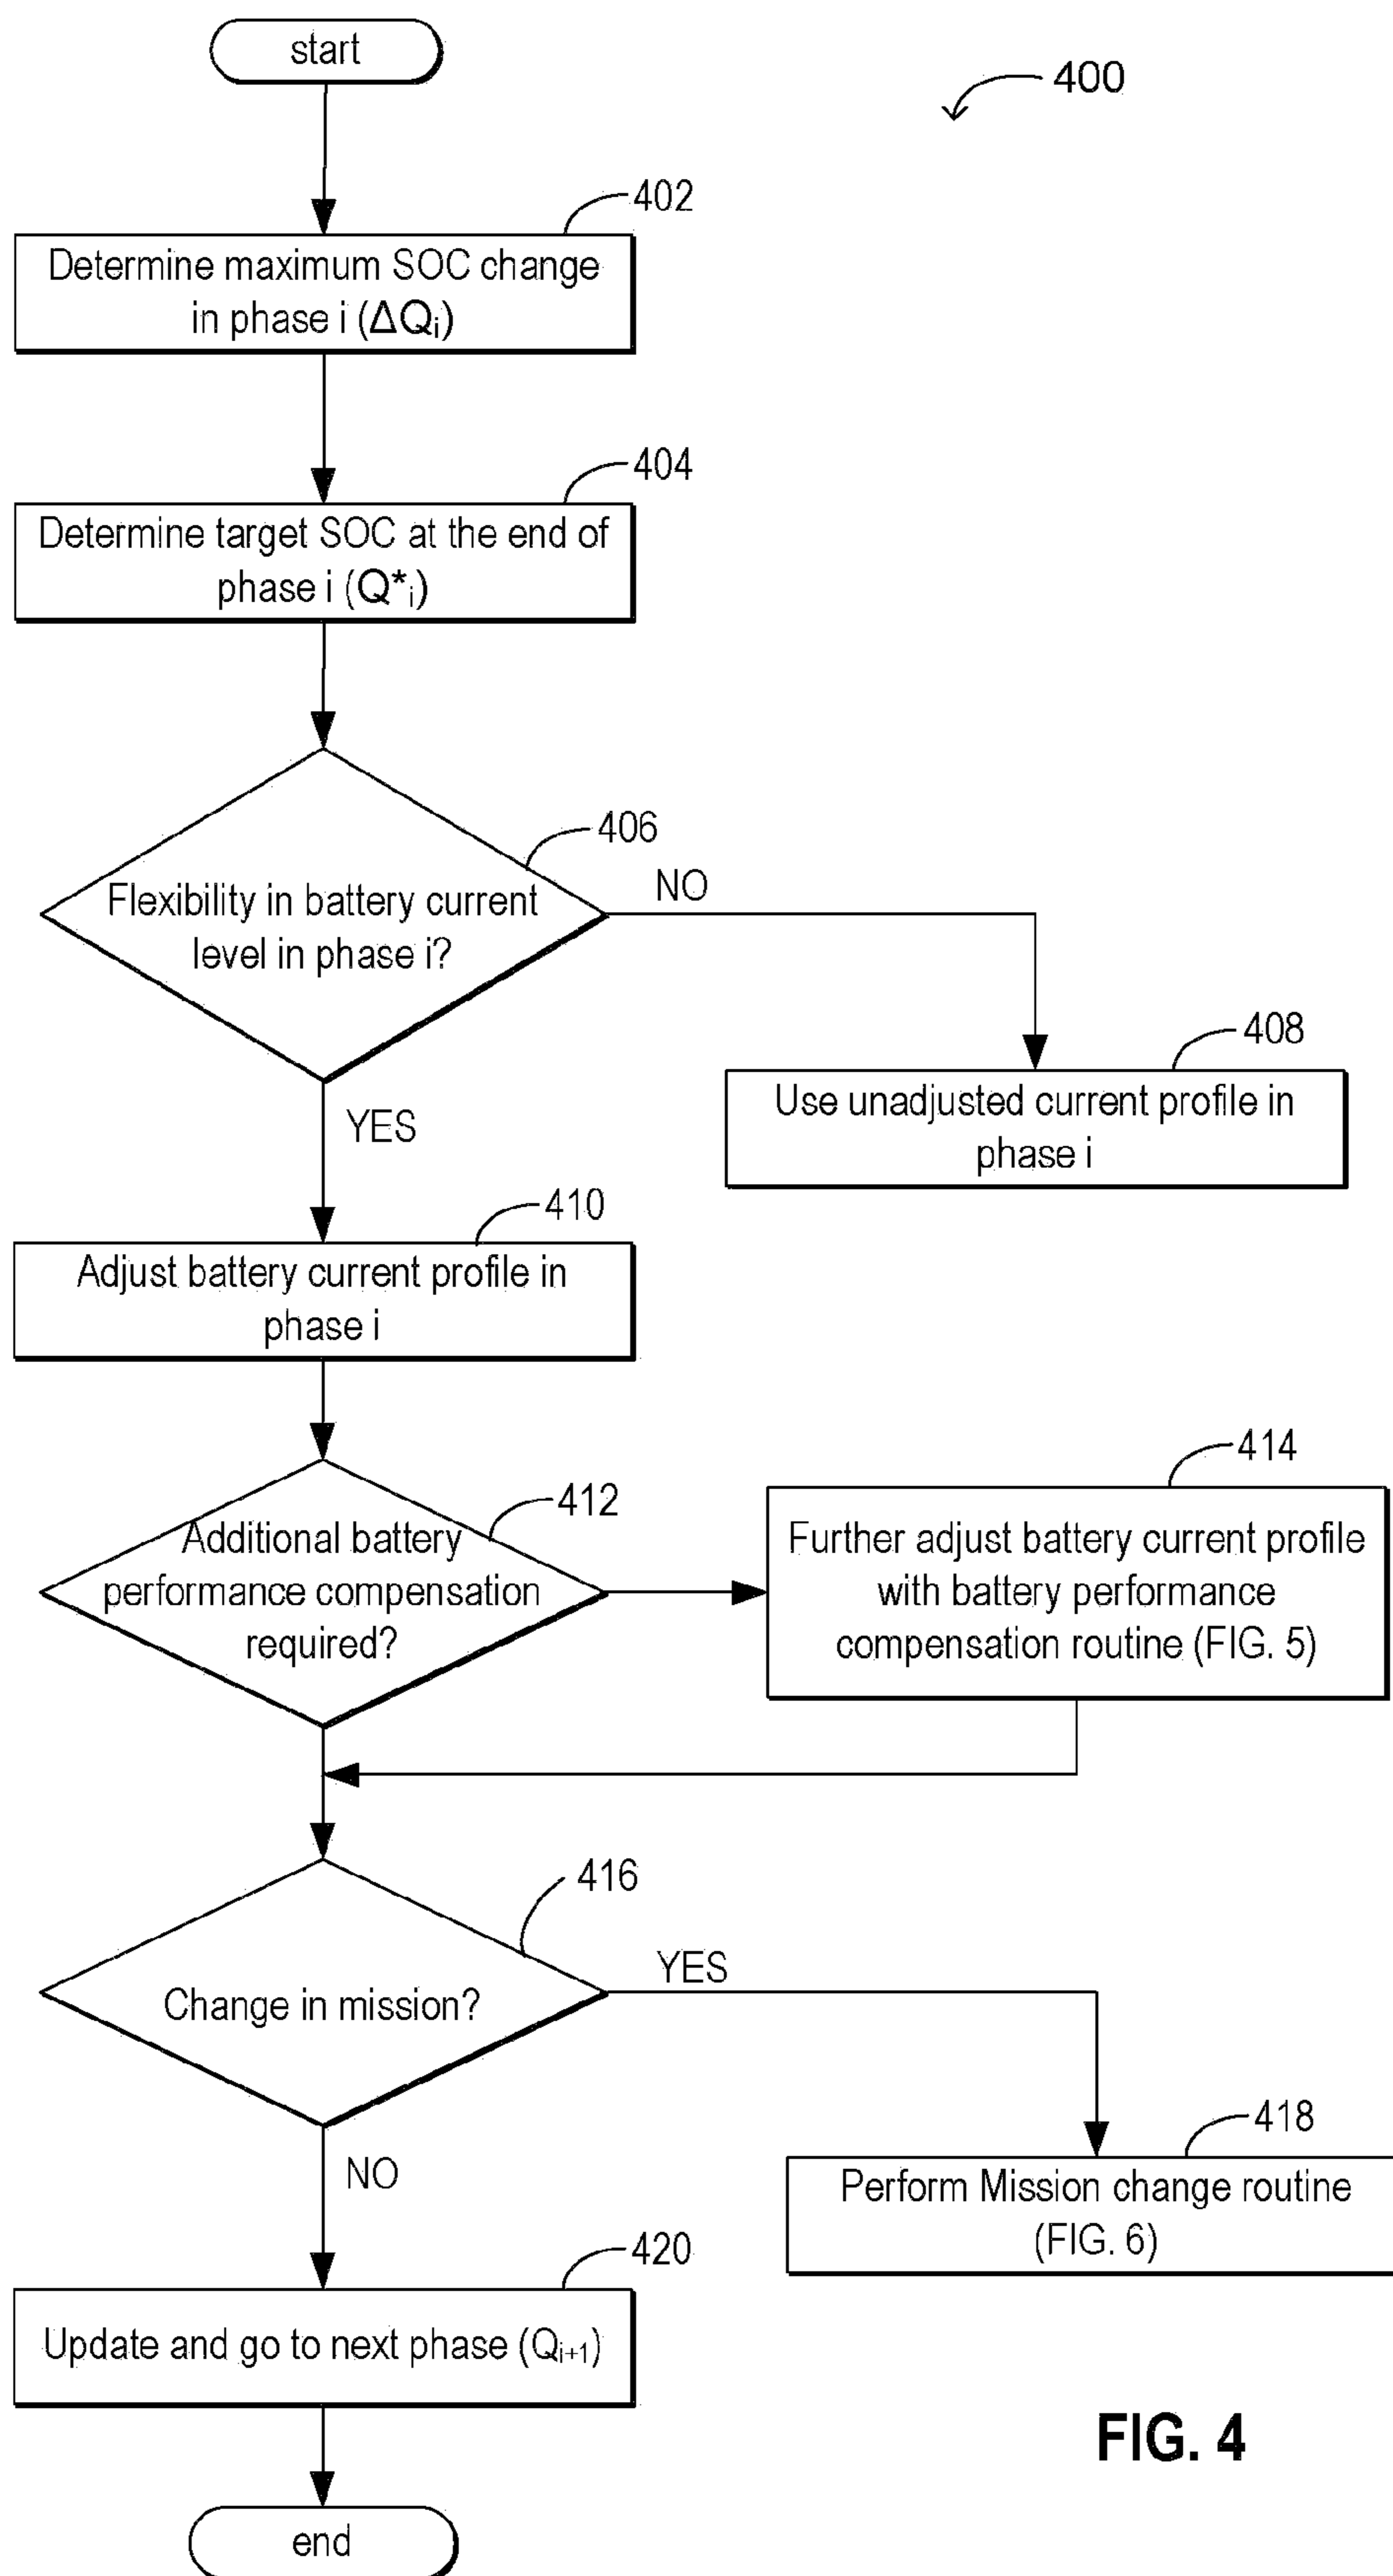 start
400
402
Determine maximum SOC change
in phase i (ΔQi)
404
Determine target SOC at the end of
phase i (Q*i)
406
Flexibility in battery current
level in phase i?
NO
408
Use unadjusted current profile in
phase i
YES
410
Adjust battery current profile in
phase i
412
Additional battery
performance compensation
required?
414
Further adjust battery current profile
with battery performance
compensation routine (FIG. 5)
416
Change in mission?
YES
418
Perform Mission change routine
(FIG. 6)
NO
420
Update and go to next phase (Qi+1)
end
FIG. 4